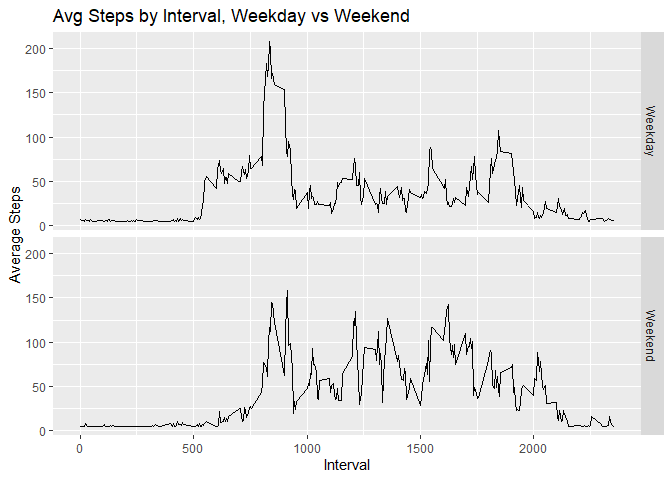 Avg Steps by Interval, Weekday vs Weekend
Average Steps
200
150
100
50
0
Weekday
200
150
100
50
0
Weekend
0 500 1000 1500 2000
Interval